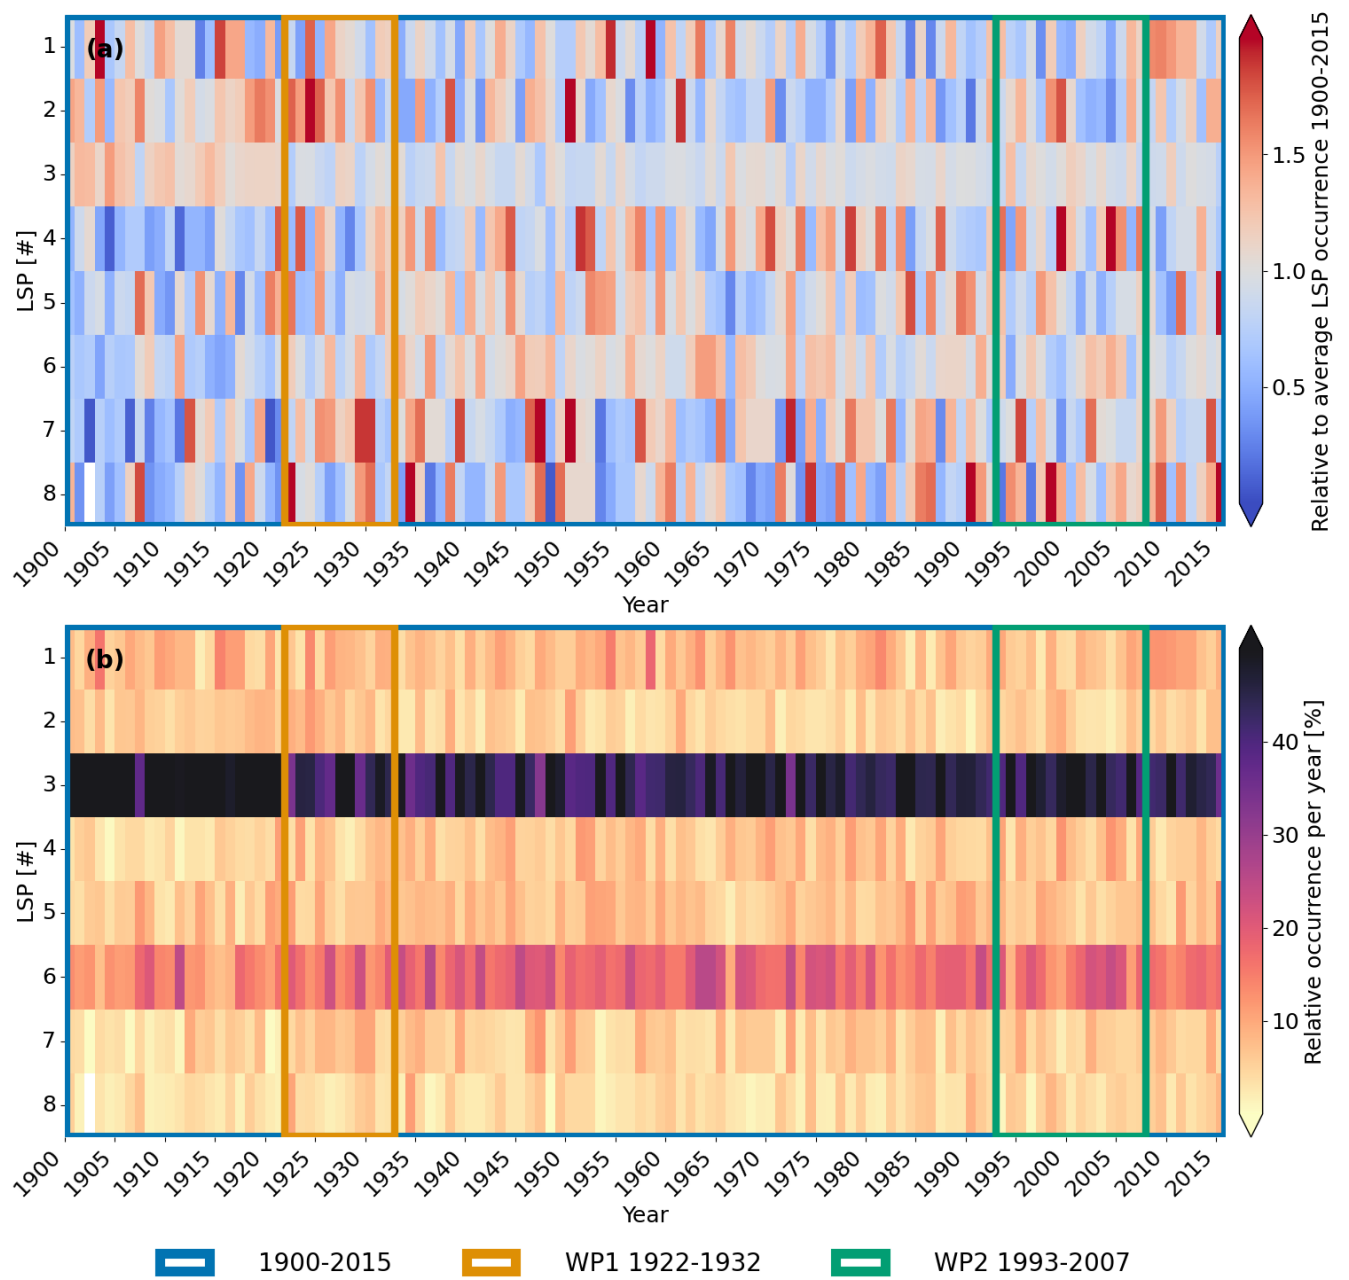 (a)
1
2
3
4
5
6
7
8
LSP [#]
1900 1905 1910 1915 1920 1925 1930 1935 1940 1945 1950 1955 1960 1965 1970 1975 1980 1985 1990 1995 2000 2005 2010 2015
Year
1.5
1.0
0.5
Relative to average LSP occurrence 1900-2015
(b)
1
2
3
4
5
6
7
8
LSP [#]
1900 1905 1910 1915 1920 1925 1930 1935 1940 1945 1950 1955 1960 1965 1970 1975 1980 1985 1990 1995 2000 2005 2010 2015
Year
40
30
20
10
Relative occurrence per year [%]
1900-2015 WP1 1922-1932 WP2 1993-2007